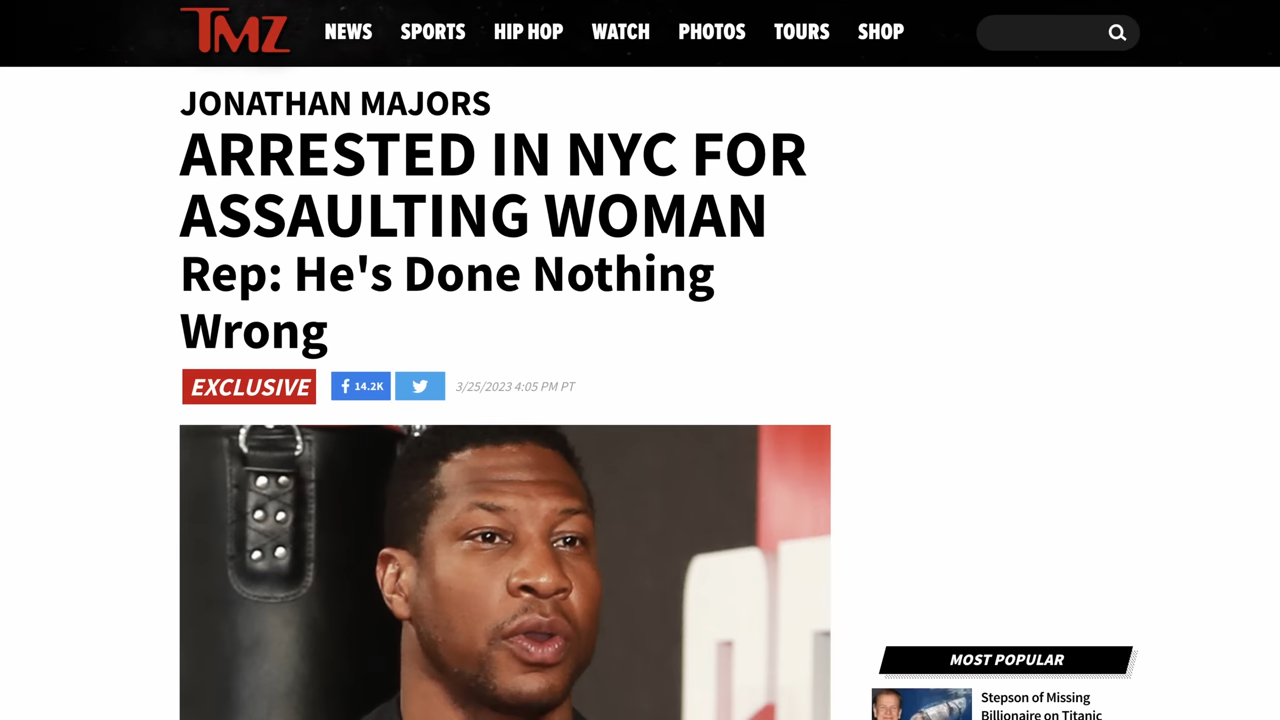 TMZ
NEWS SPORTS HIP HOP WATCH PHOTOS TOURS SHOP
JONATHAN MAJORS
ARRESTED IN NYC FOR
ASSAULTING WOMAN
Rep: He's Done Nothing
Wrong
EXCLUSIVE 14.2K 3/25/2023 4:05 PM PT
MOST POPULAR
Stepson of Missing
Billionaire on Titanic